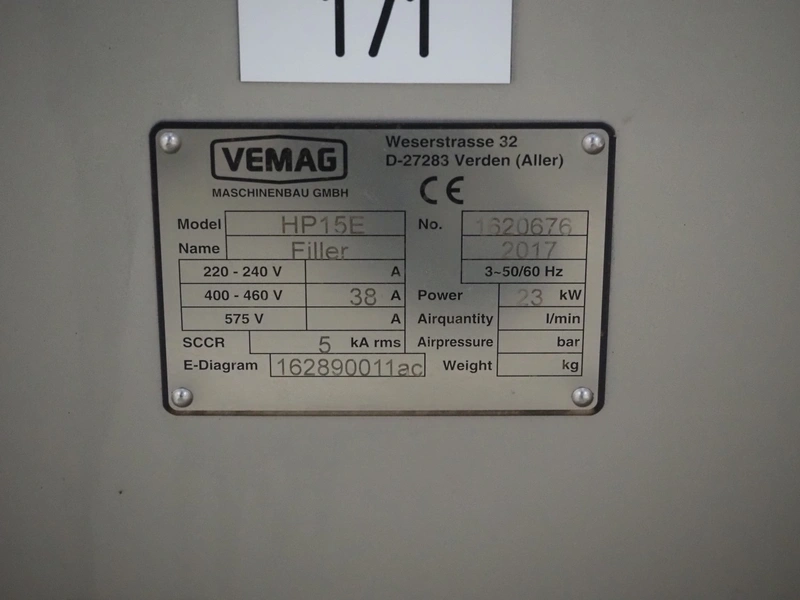 VEMAG
MASCHINENBAU GMBH
Weserstrasse 32
D-27283 Verden (Aller)
CE
Model HP15E No. 1620676
Name Filler 2017
220 - 240 V A 3~50/60 Hz
400 - 460 V 38 A Power 23 kW
575 V A Airquantity l/min
SCCR 5 kA rms Airpressure bar
E-Diagram 162890011ac Weight kg